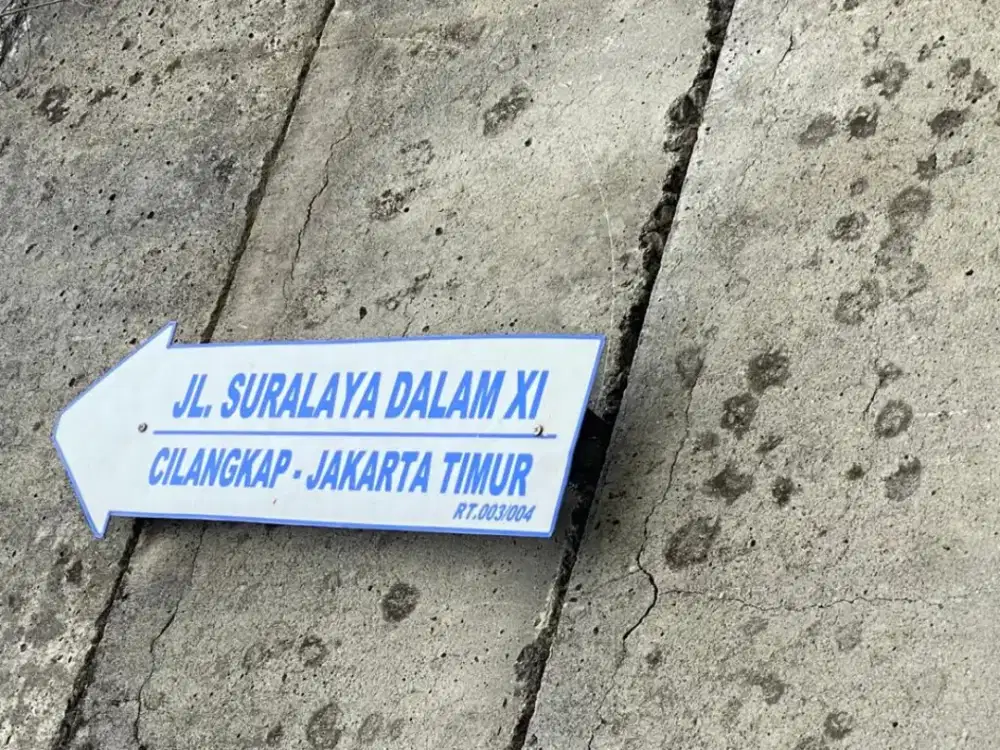 JL. SURALAYA DALAM XI
CILANGKAP - JAKARTA TIMUR
RT.003/004